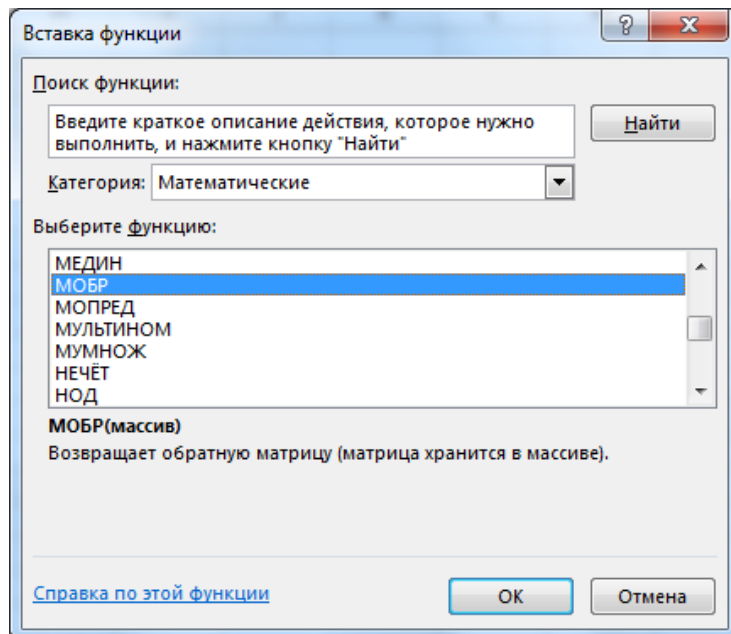 Вставка функции
Поиск функции:
Введите краткое описание действия, которое нужно
выполнить, и нажмите кнопку "Найти"
Найти
Категория: Математические
Выберите функцию:
МЕДИН
МОБР
МОПРЕД
МУЛЬТИНОМ
МУМНОЖ
НЕЧЁТ
НОД
МОБР(массив)
Возвращает обратную матрицу (матрица хранится в массиве).
Справка по этой функции
ОК
Отмена